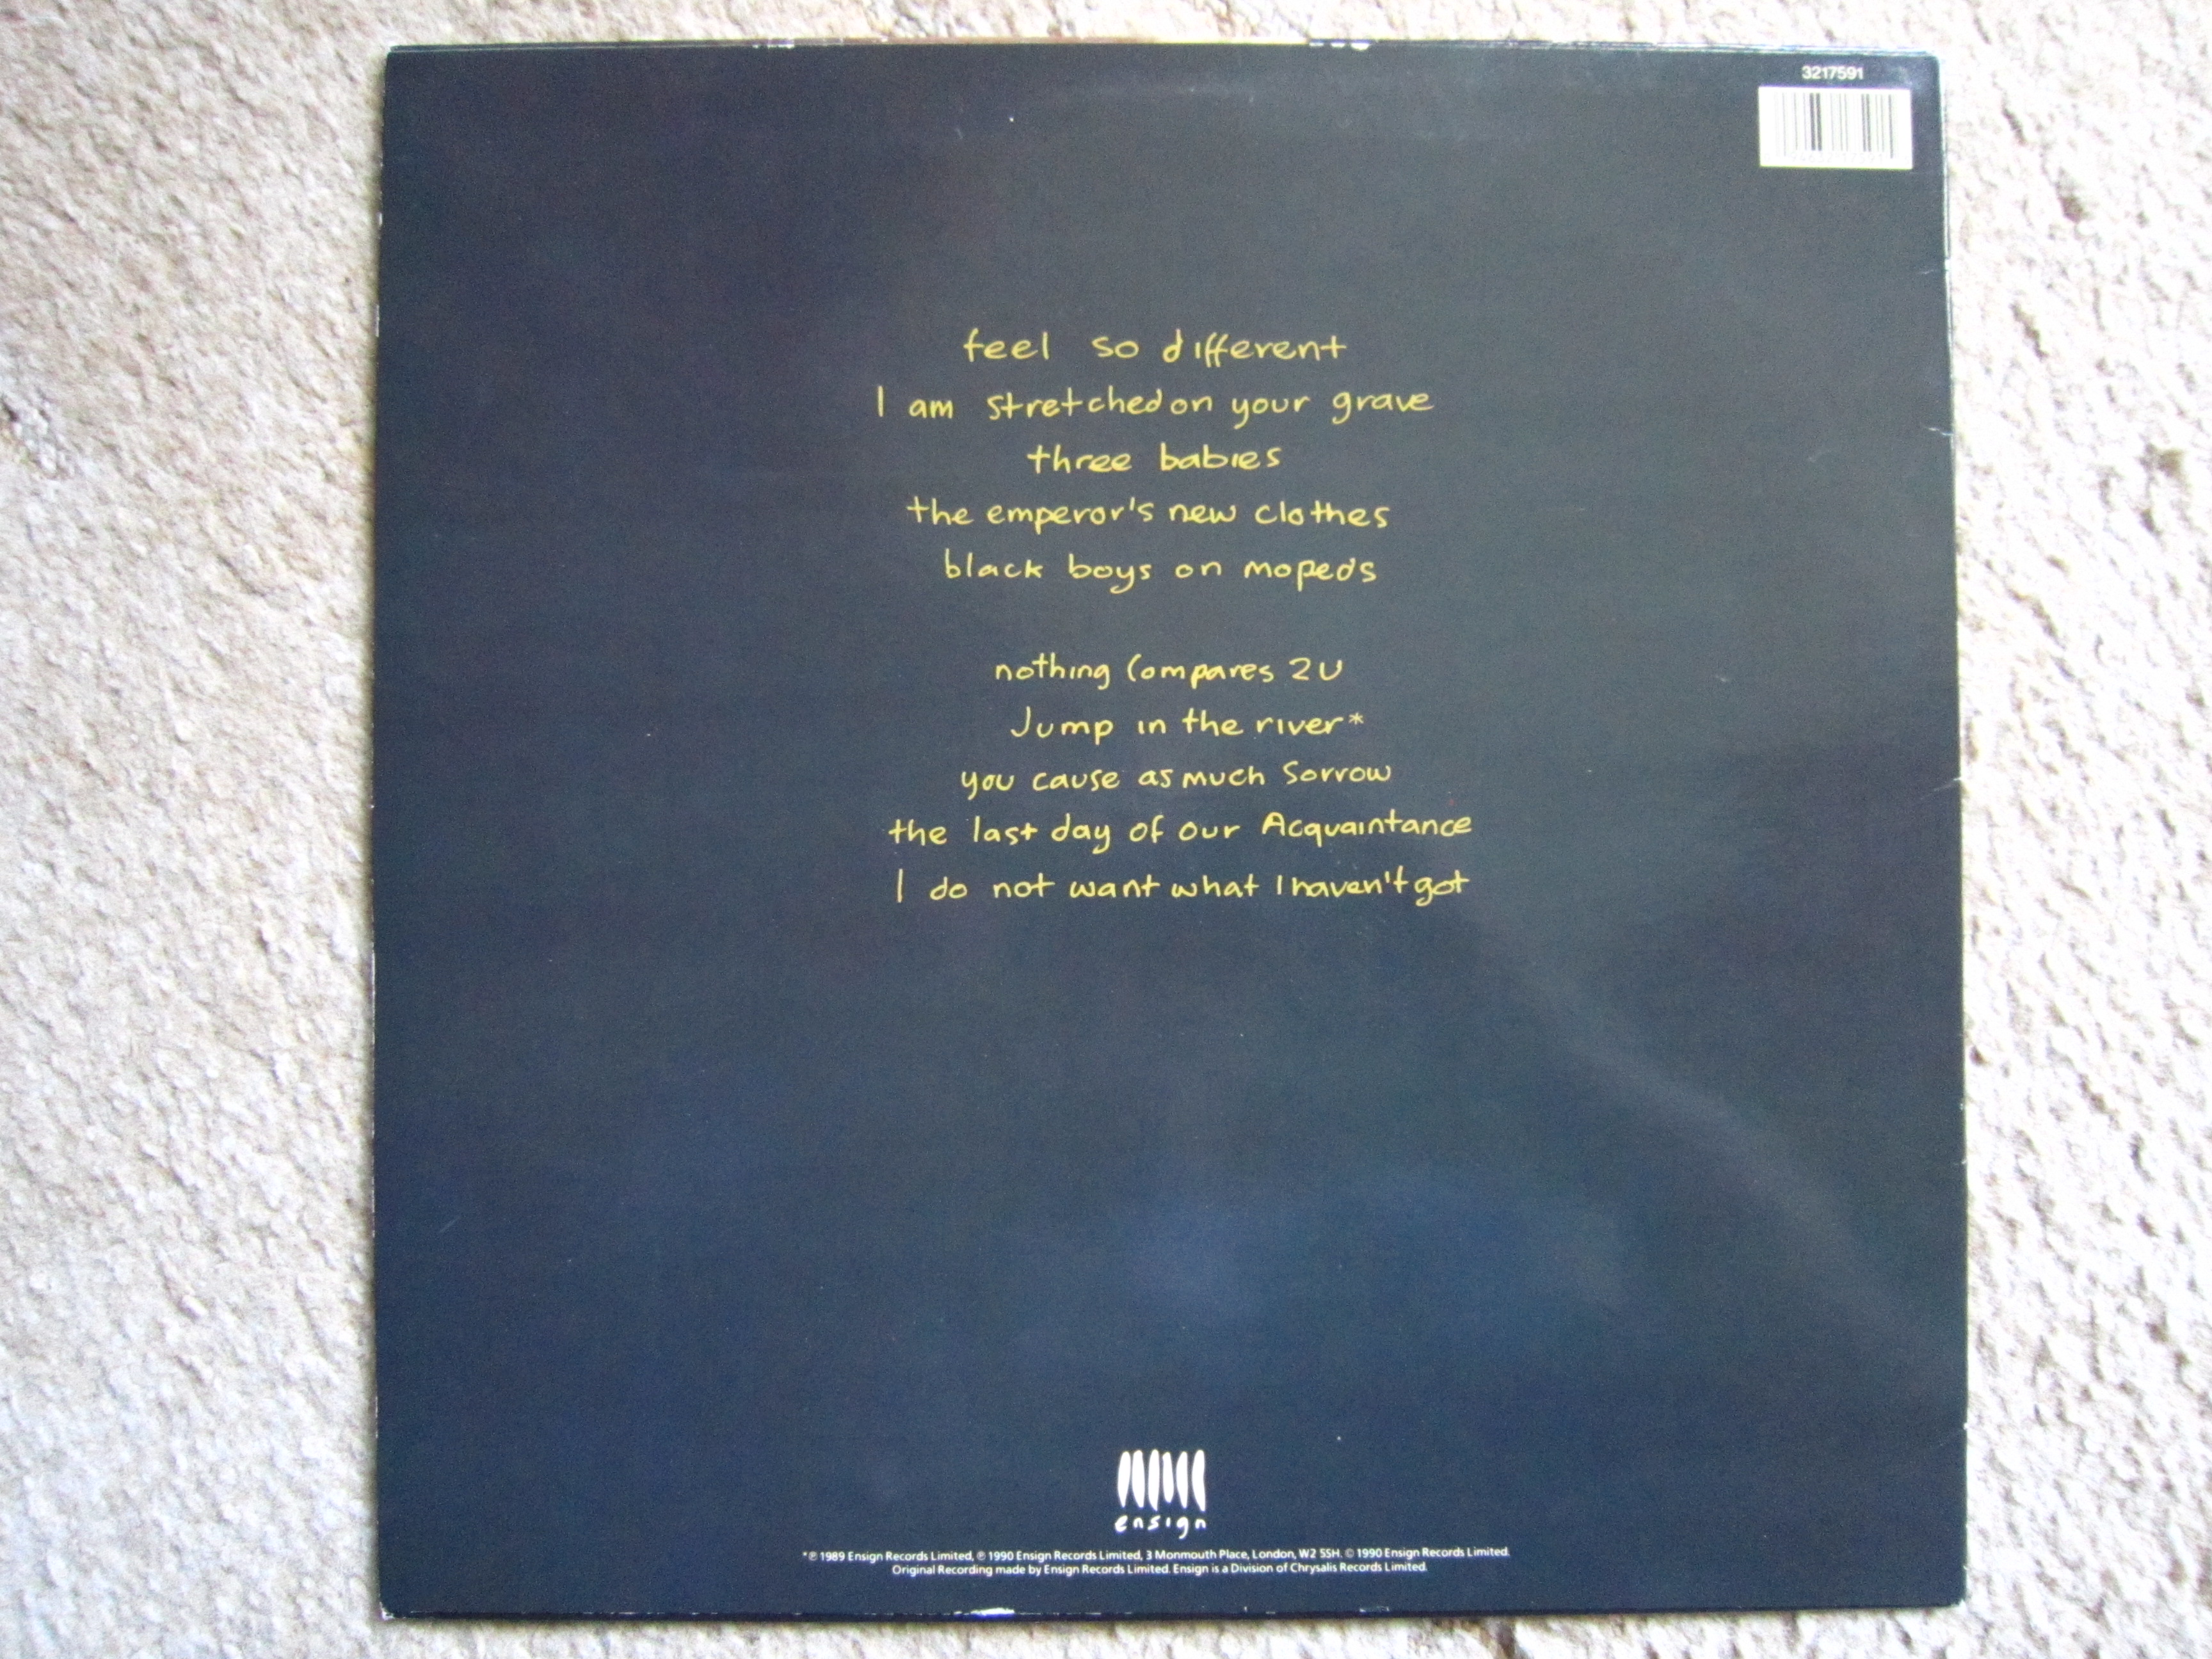 3217591
feel so different
I am stretched on your grave
three babies
the emperor's new clothes
black boys on mopeds
nothing Compares 2U
Jump in the river*
you cause as much Sorrow
the last day of our Acquaintance
I do not want what I haven't got
ensign
*℗ 1989 Ensign Records Limited, ℗ 1990 Ensign Records Limited, 3 Monmouth Place, London, W2 5SH. © 1990 Ensign Records Limited.
Original Recording made by Ensign Records Limited. Ensign is a Division of Chrysalis Records Limited.